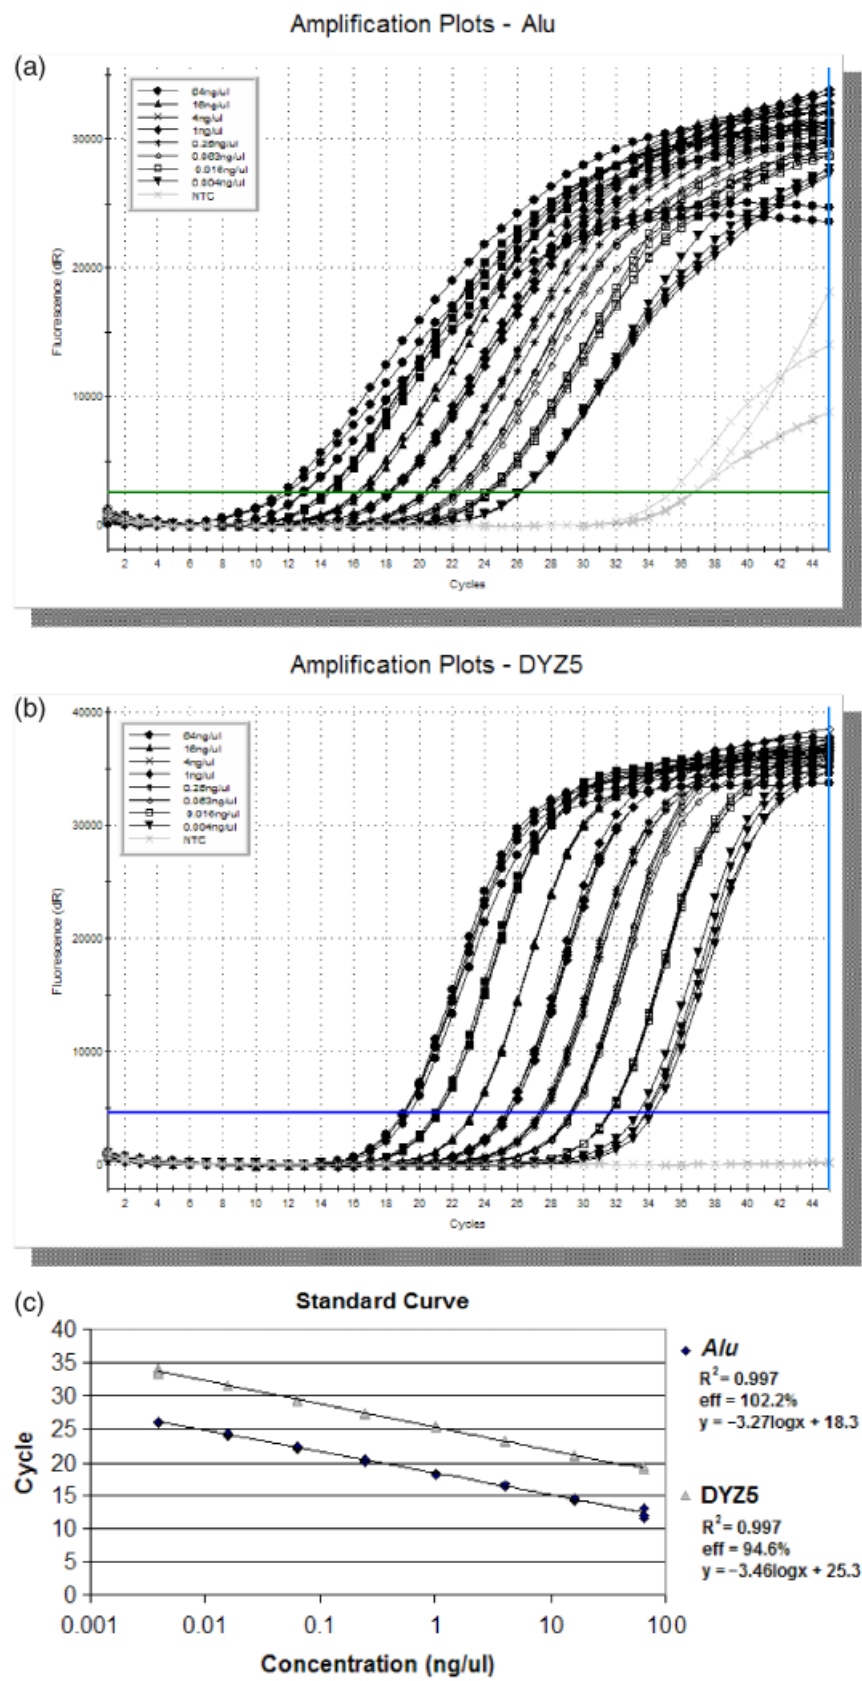 Amplification Plots - Alu
(a)
64ng/ul
16ng/ul
4ng/ul
1ng/ul
0.25ng/ul
0.063ng/ul
0.016ng/ul
0.004ng/ul
NTC
30000
20000
10000
0
Fluorescence (dR)
2 4 6 8 10 12 14 16 18 20 22 24 26 28 30 32 34 36 38 40 42 44
Cycles
Amplification Plots - DYZ5
(b)
40000
64ng/ul
16ng/ul
4ng/ul
1ng/ul
0.25ng/ul
0.063ng/ul
0.016ng/ul
0.004ng/ul
NTC
30000
20000
10000
0
Fluorescence (dR)
2 4 6 8 10 12 14 16 18 20 22 24 26 28 30 32 34 36 38 40 42 44
Cycles
(c)
Standard Curve
40
35
30
25
20
15
10
5
0
Cycle
0.001 0.01 0.1 1 10 100
Concentration (ng/ul)
Alu
R² = 0.997
eff = 102.2%
y = −3.27logx + 18.3
DYZ5
R² = 0.997
eff = 94.6%
y = −3.46logx + 25.3